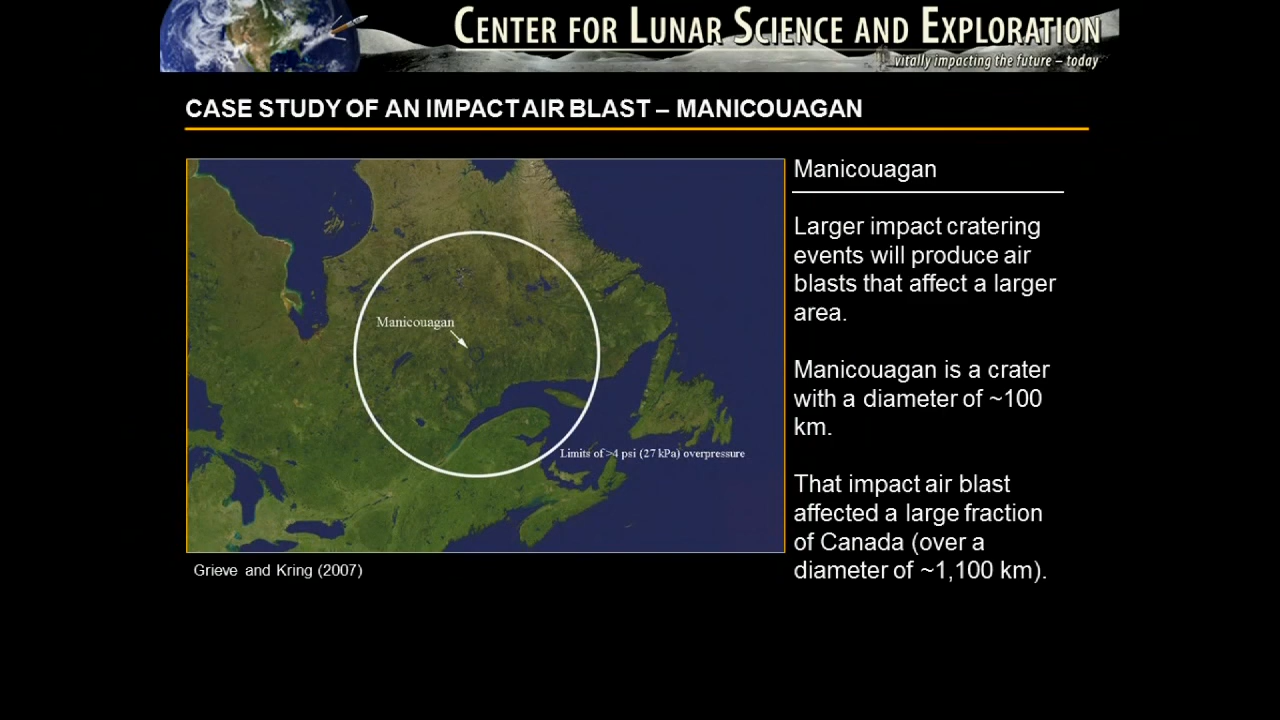 CENTER FOR LUNAR SCIENCE AND EXPLORATION
vitally impacting the future – today
CASE STUDY OF AN IMPACT AIR BLAST – MANICOUAGAN
Manicouagan
Limits of >4 psi (27 kPa) overpressure
Grieve and Kring (2007)
Manicouagan
Larger impact cratering
events will produce air
blasts that affect a larger
area.
Manicouagan is a crater
with a diameter of ~100
km.
That impact air blast
affected a large fraction
of Canada (over a
diameter of ~1,100 km).